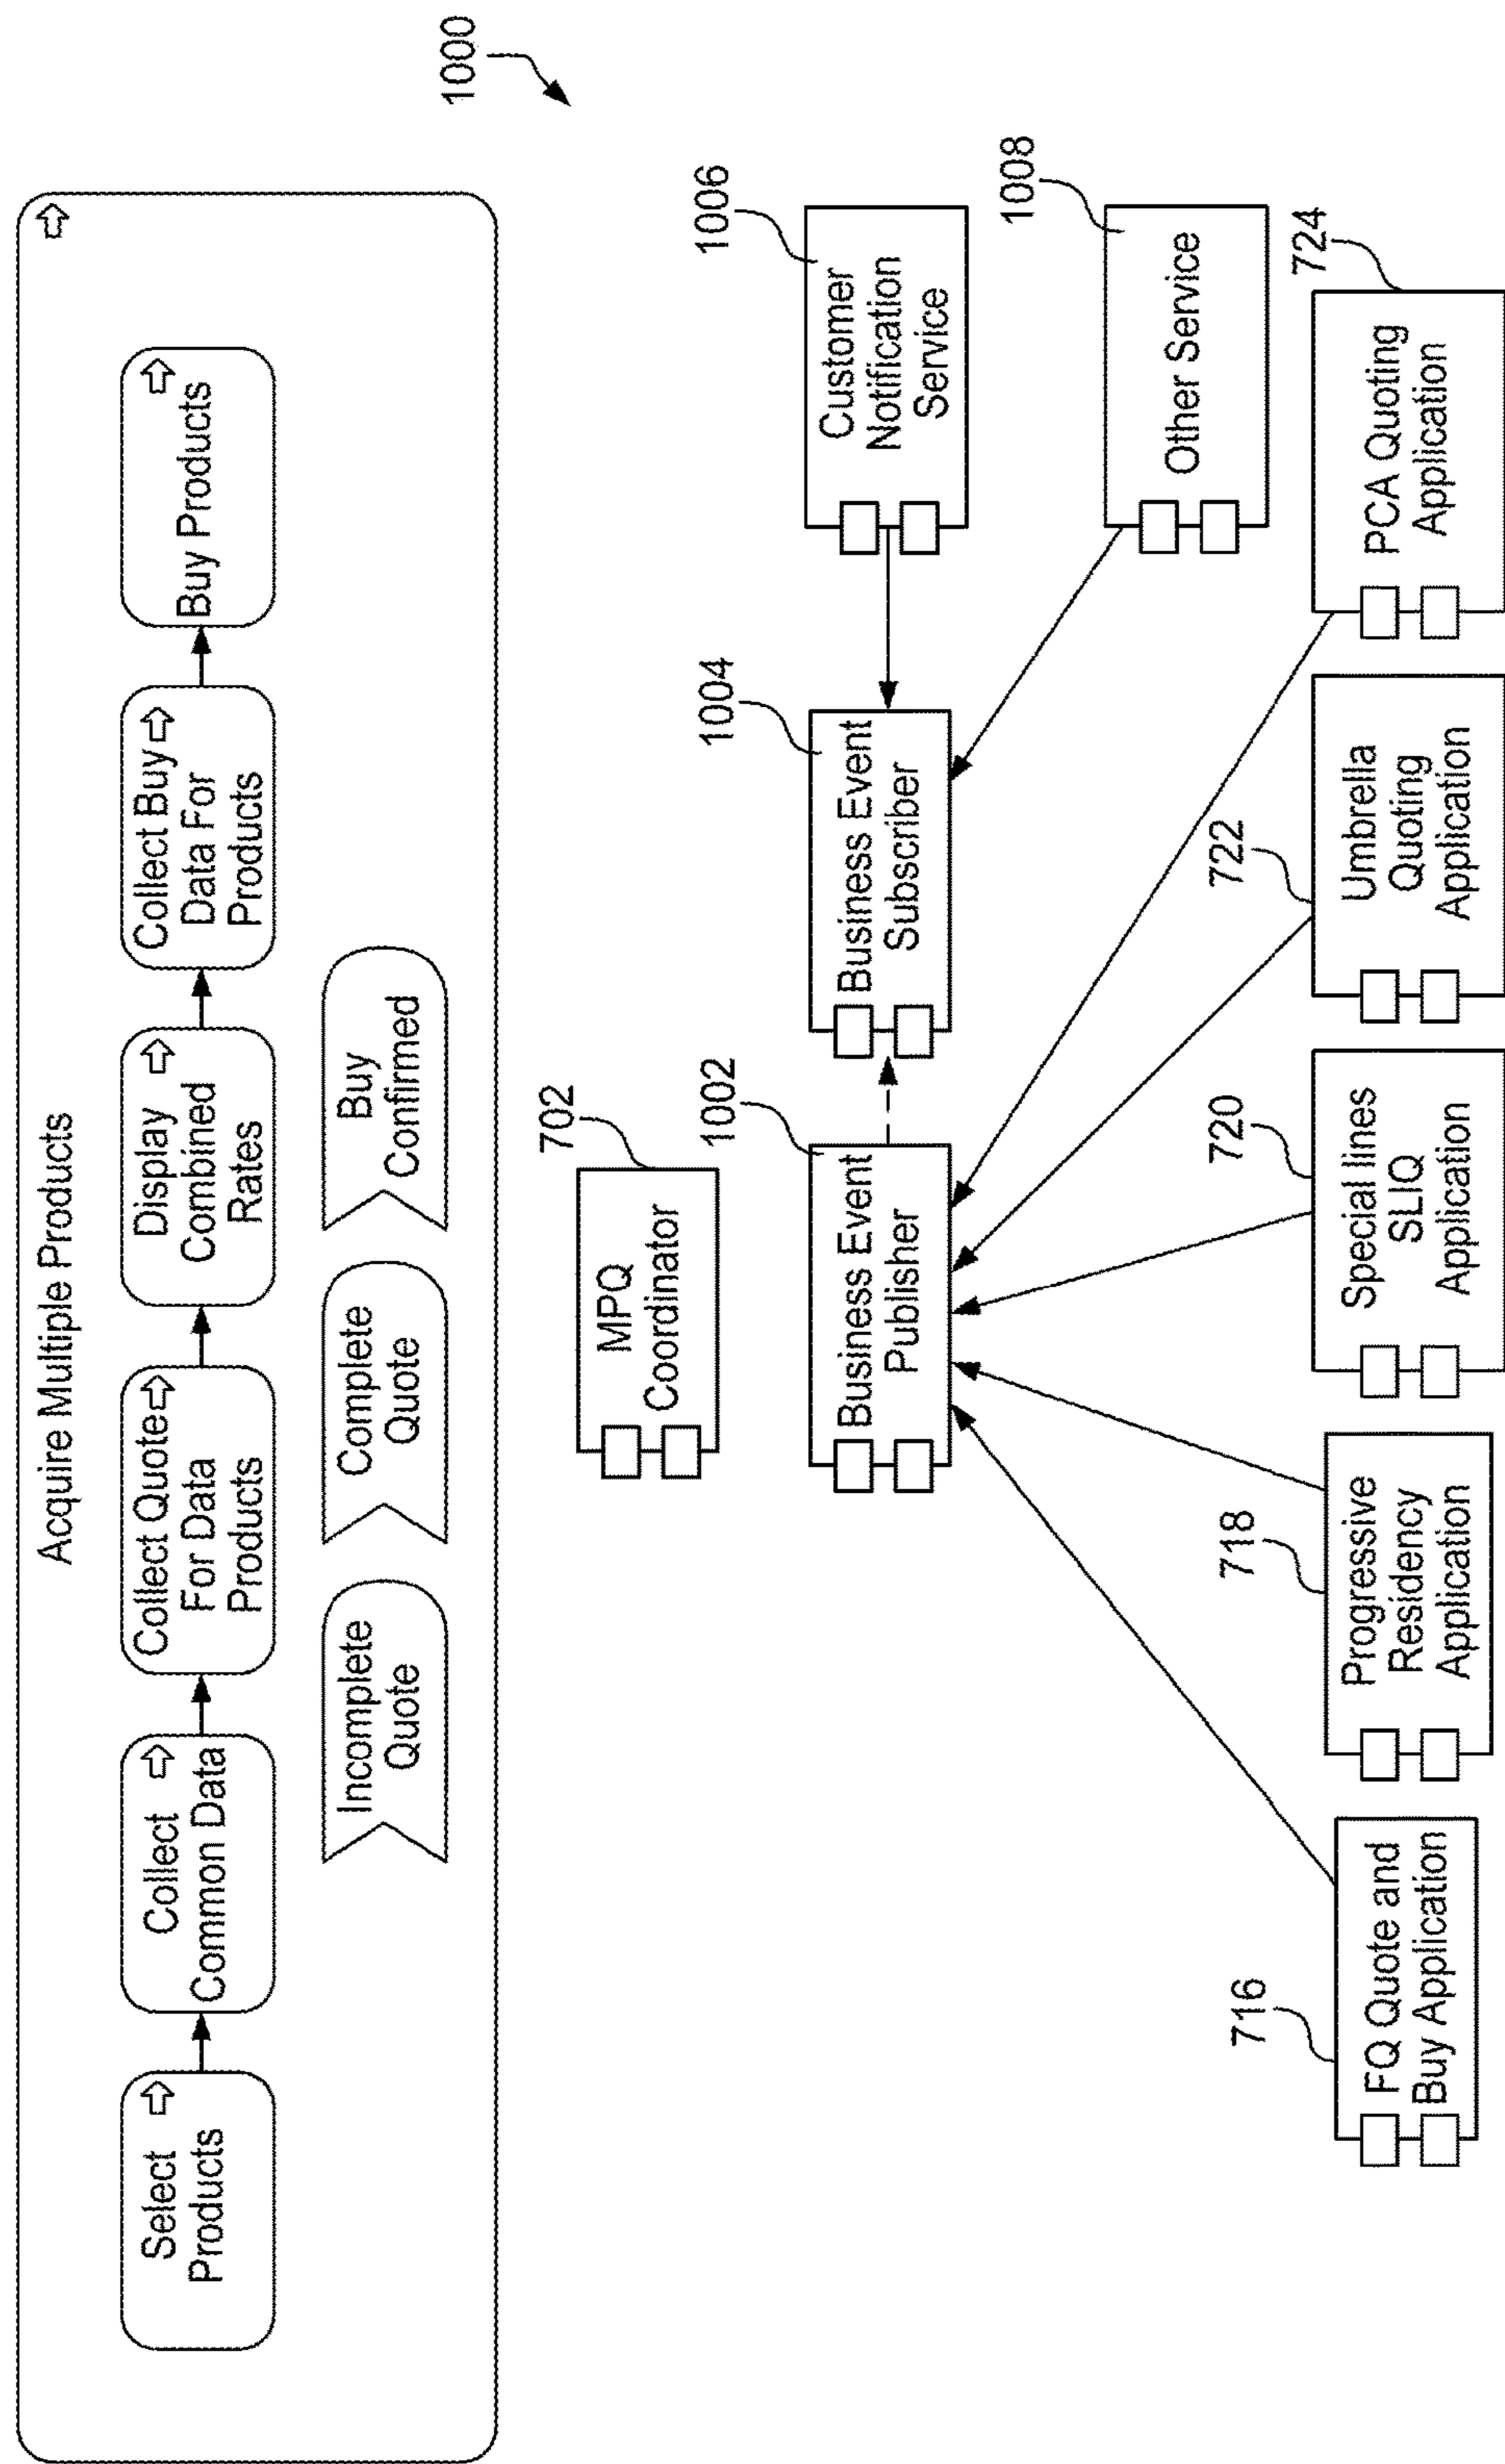 Acquire Multiple Products
Select
Products
Collect
Common Data
Collect Quote
For Data
Products
Display
Combined
Rates
Collect Buy
Data For
Products
Buy Products
Incomplete
Quote
Complete
Quote
Buy
Confirmed
1000
702
MPQ
Coordinator
1002
Business Event
Publisher
1004
Business Event
Subscriber
1006
Customer
Notification
Service
1008
Other Service
716
FQ Quote and
Buy Application
718
Progressive
Residency
Application
720
Special lines
SLIQ
Application
722
Umbrella
Quoting
Application
724
PCA Quoting
Application